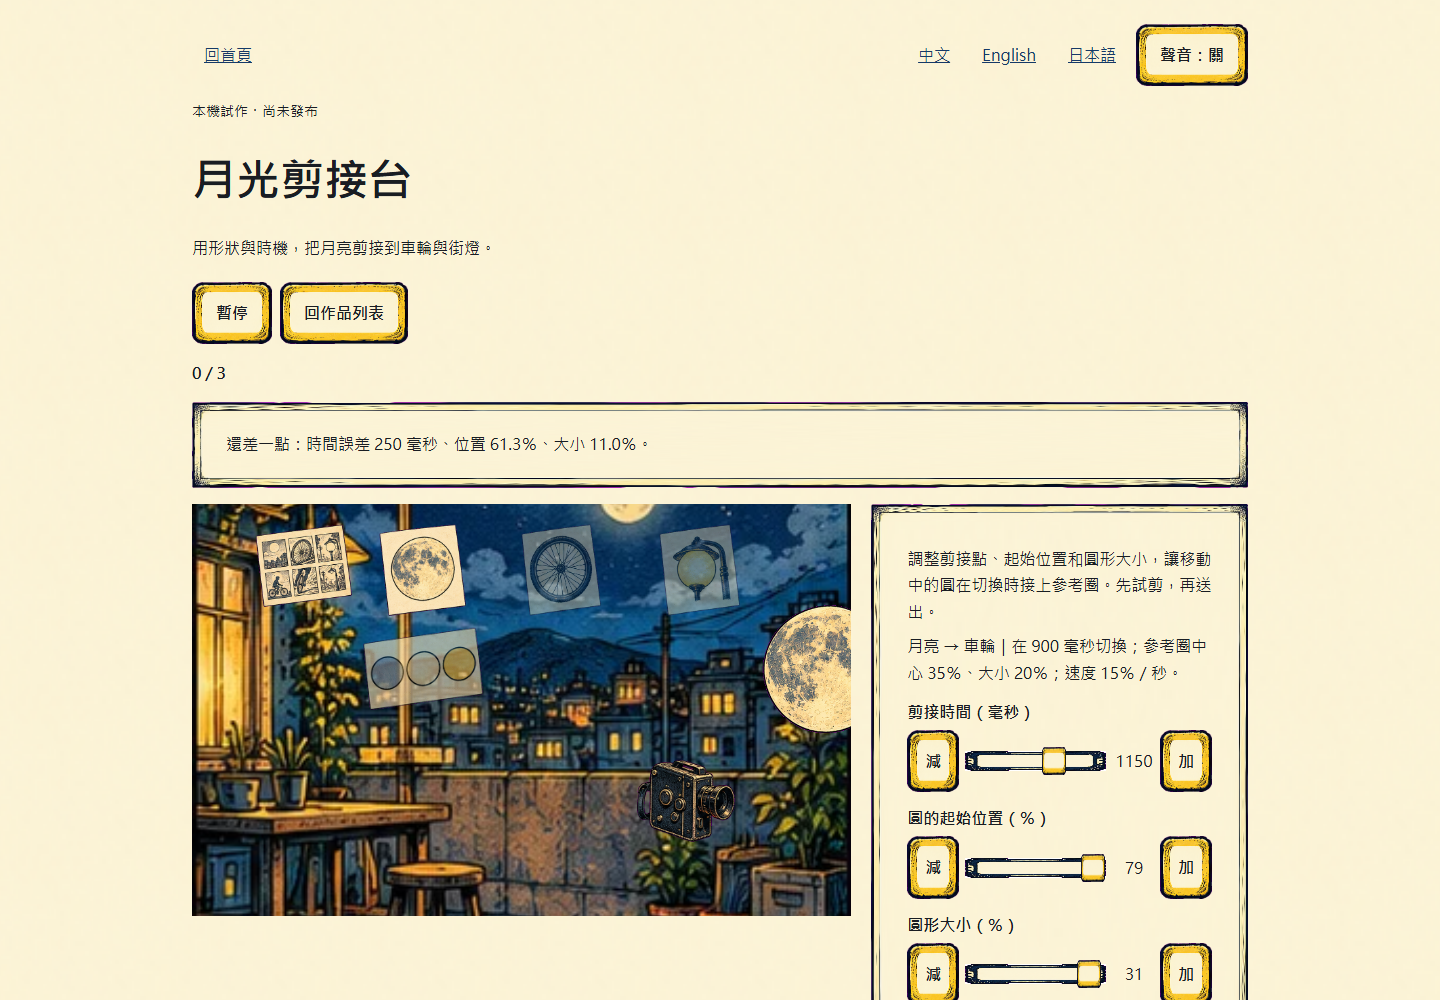 回首頁
中文 English 日本語 聲音：關
本機試作・尚未發布
月光剪接台
用形狀與時機，把月亮剪接到車輪與街燈。
暫停 回作品列表
0 / 3
還差一點：時間誤差 250 毫秒、位置 61.3%、大小 11.0%。
調整剪接點、起始位置和圓形大小，讓移動
中的圓在切換時接上參考圈。先試剪，再送
出。
月亮 → 車輪｜在 900 毫秒切換；參考圈中
心 35%、大小 20%；速度 15% / 秒。
剪接時間（毫秒）
減 1150 加
圓的起始位置（%）
減 79 加
圓形大小（%）
減 31 加